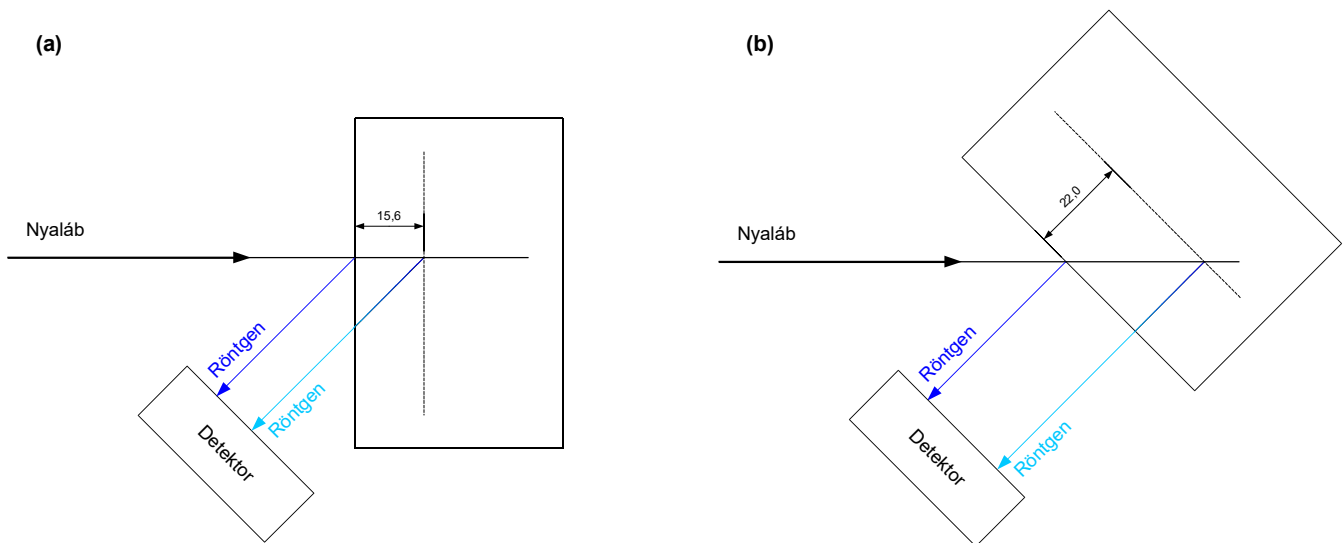 (a)
15,6
Nyaláb
Röntgen
Röntgen
Detektor
(b)
22,0
Nyaláb
Röntgen
Röntgen
Detektor